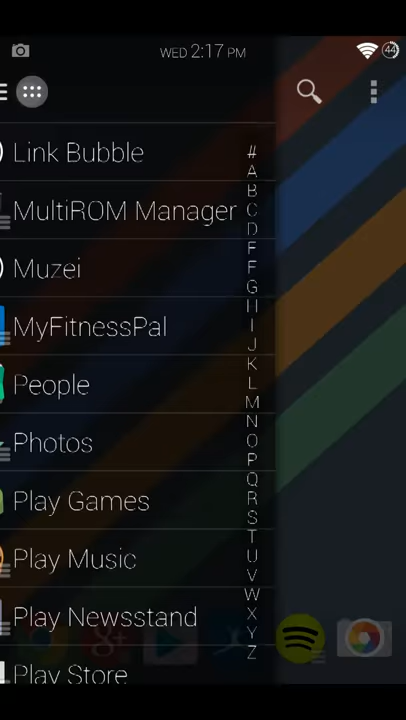 WED 2:17 PM
44
Link Bubble
MultiROM Manager
Muzei
MyFitnessPal
People
Photos
Play Games
Play Music
Play Newsstand
Play Store
#
A
B
C
D
F
F
G
H
I
J
K
L
M
N
O
P
Q
R
S
T
U
V
W
X
Y
Z